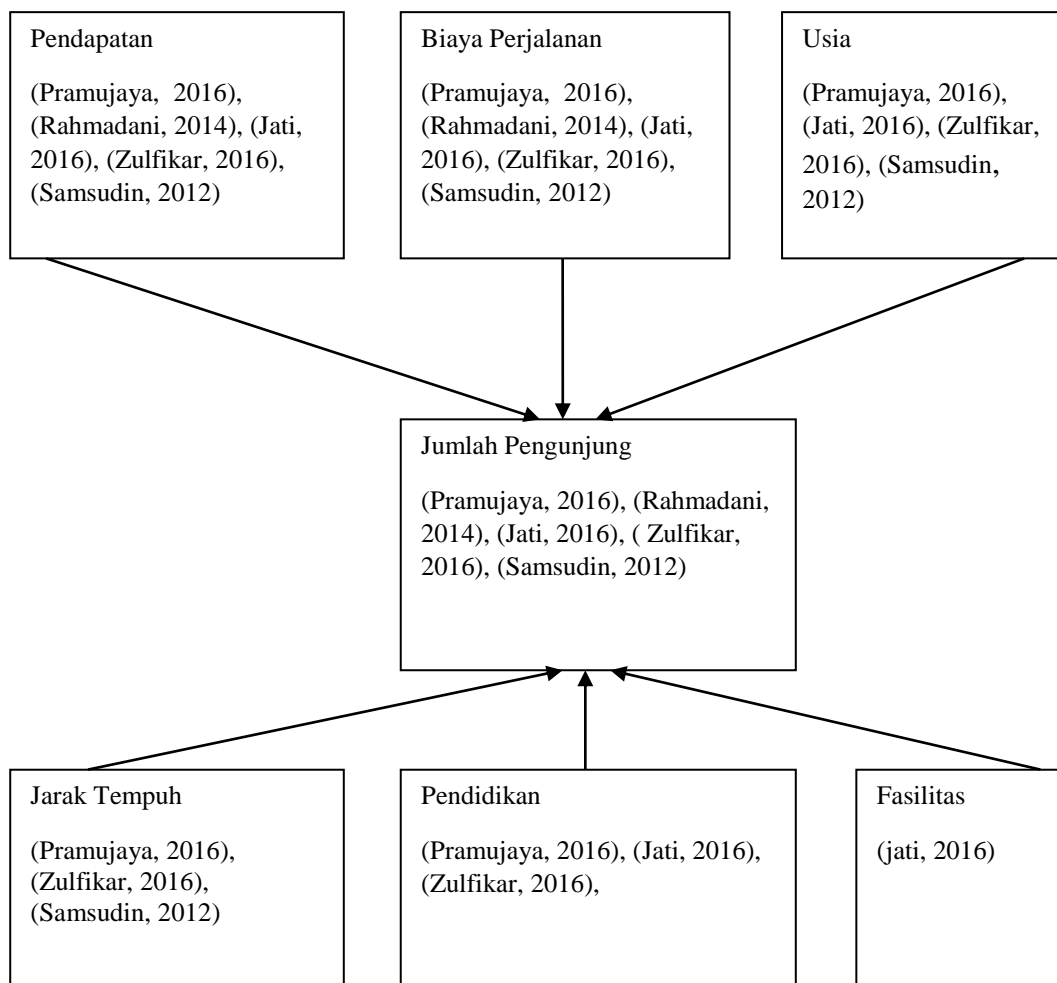 Pendapatan
(Pramujaya,  2016),
(Rahmadani, 2014), (Jati,
2016), (Zulfikar, 2016),
(Samsudin, 2012)
Biaya Perjalanan
(Pramujaya,  2016),
(Rahmadani, 2014), (Jati,
2016), (Zulfikar, 2016),
(Samsudin, 2012)
Usia
(Pramujaya, 2016),
(Jati, 2016), (Zulfikar,
2016), (Samsudin,
2012)
Jumlah Pengunjung
(Pramujaya, 2016), (Rahmadani,
2014), (Jati, 2016), ( Zulfikar,
2016), (Samsudin, 2012)
Jarak Tempuh
(Pramujaya, 2016),
(Zulfikar, 2016),
(Samsudin, 2012)
Pendidikan
(Pramujaya, 2016), (Jati, 2016),
(Zulfikar, 2016),
Fasilitas
(jati, 2016)